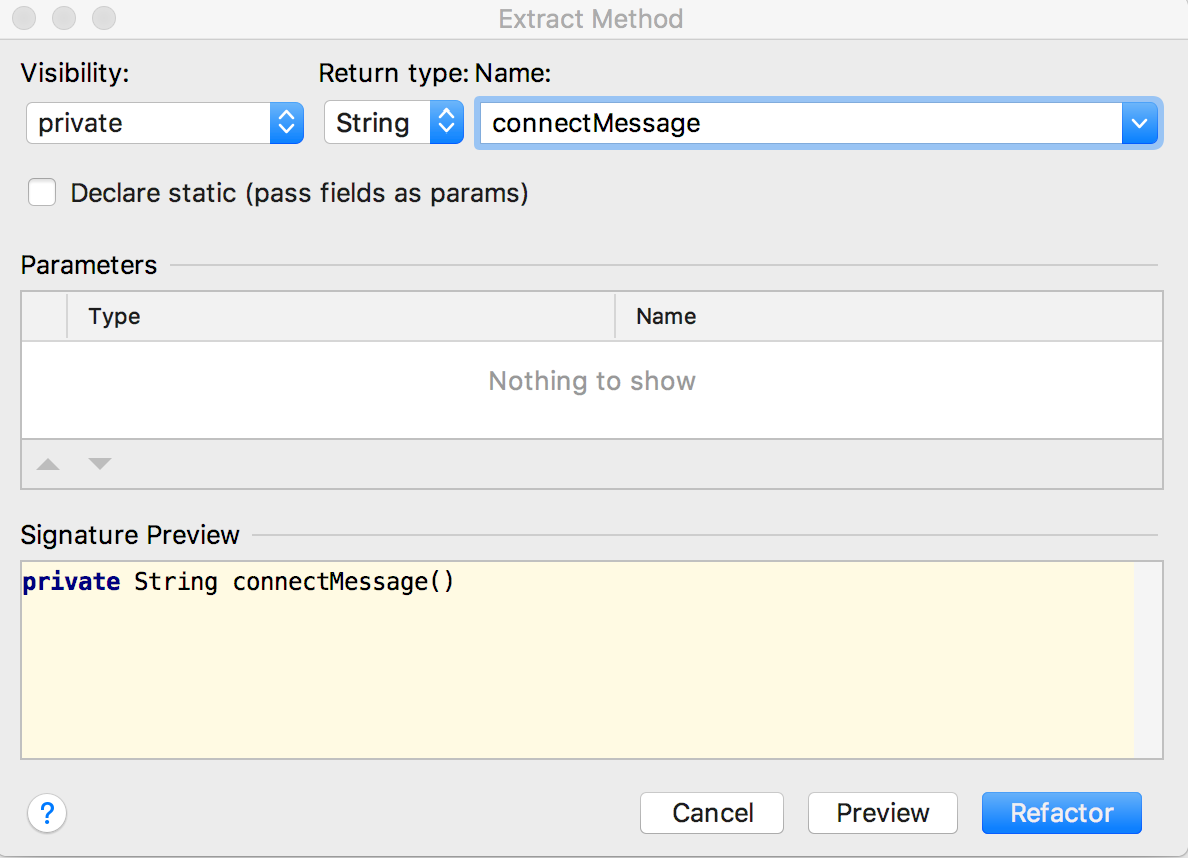 Extract Method
Visibility: Return type: Name:
private String connectMessage
Declare static (pass fields as params)
Parameters
Type Name
Nothing to show
Signature Preview
private String connectMessage()
? Cancel Preview Refactor